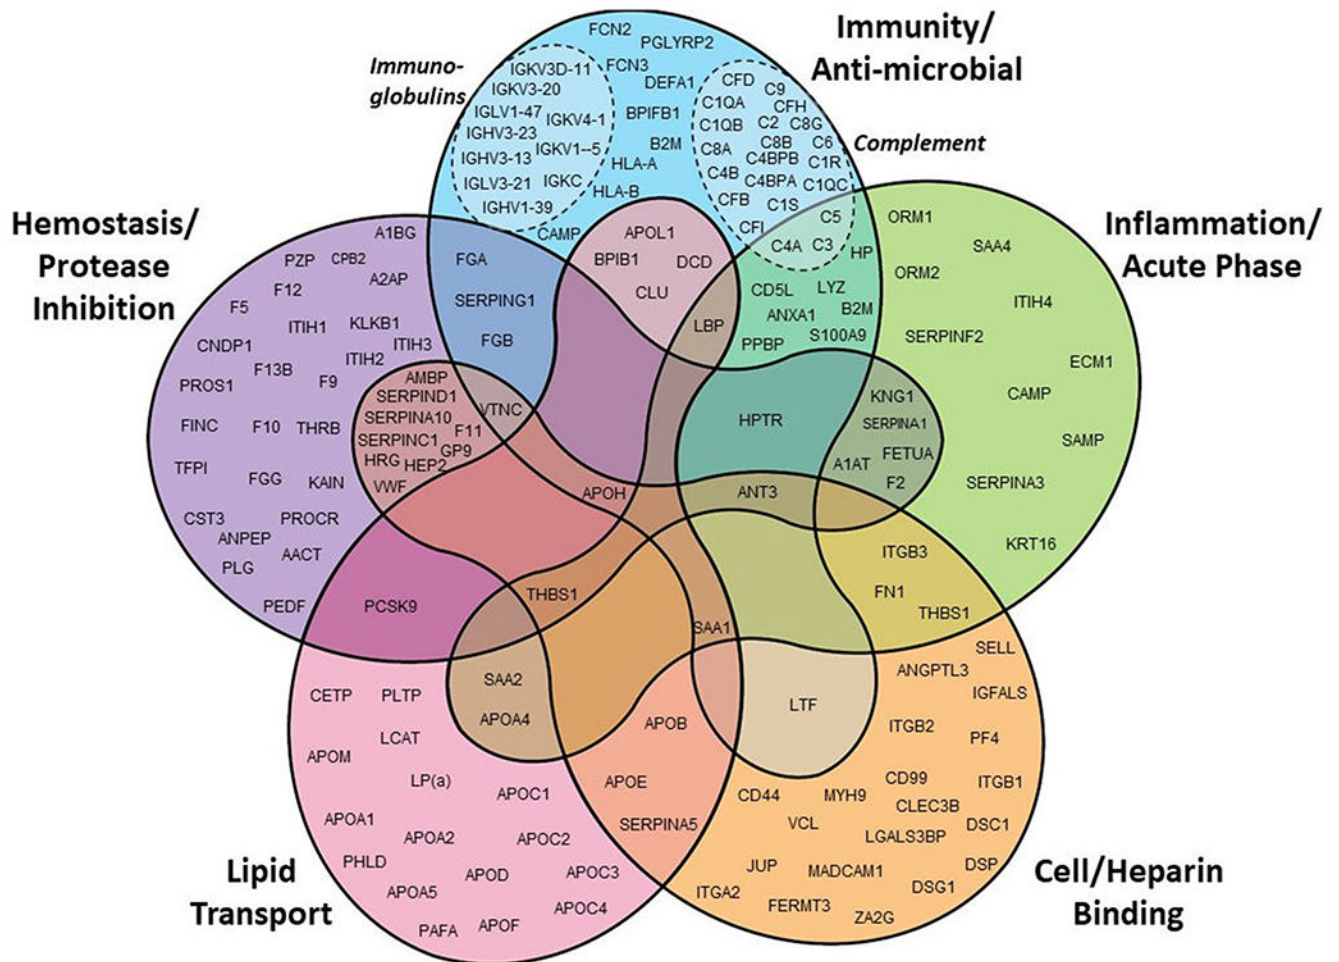 Immunity/
Anti-microbial
Immuno-
globulins
Complement
Hemostasis/
Protease
Inhibition
Inflammation/
Acute Phase
Lipid
Transport
Cell/Heparin
Binding
FCN2
PGLYRP2
FCN3
DEFA1
BPIFB1
B2M
HLA-A
HLA-B
CAMP
IGKV3D-11
IGKV3-20
IGLV1-47
IGKV4-1
IGHV3-23
IGKV1--5
IGHV3-13
IGLV3-21
IGKC
IGHV1-39
CFD
C9
C1QA
CFH
C1QB
C2
C8G
C8A
C8B
C6
C4BPB
C1R
C4B
C4BPA
C1QC
CFB
C1S
CFI
C5
C4A
C3
HP
APOL1
BPIB1
DCD
CLU
LBP
CD5L
LYZ
ANXA1
B2M
PPBP
S100A9
ORM1
SAA4
ORM2
ITIH4
SERPINF2
ECM1
CAMP
SAMP
SERPINA3
KRT16
KNG1
SERPINA1
FETUA
A1AT
F2
HPTR
ANT3
ITGB3
FN1
THBS1
A1BG
PZP
CPB2
A2AP
F12
F5
ITIH1
KLKB1
ITIH3
CNDP1
ITIH2
F13B
F9
PROS1
FINC
F10
THRB
TFPI
FGG
KAIN
CST3
PROCR
ANPEP
AACT
PLG
PEDF
FGA
SERPING1
FGB
AMBP
SERPIND1
VTNC
SERPINA10
F11
SERPINC1
GP9
HRG
HEP2
VWF
APOH
PCSK9
THBS1
SAA1
SAA2
APOA4
LTF
APOB
APOE
SERPINA5
CETP
PLTP
LCAT
APOM
LP(a)
APOC1
APOA1
APOA2
APOC2
PHLD
APOD
APOC3
APOA5
APOC4
APOF
PAFA
SELL
ANGPTL3
IGFALS
ITGB2
PF4
CD99
ITGB1
CD44
MYH9
CLEC3B
VCL
DSC1
LGALS3BP
JUP
MADCAM1
DSP
ITGA2
DSG1
FERMT3
ZA2G